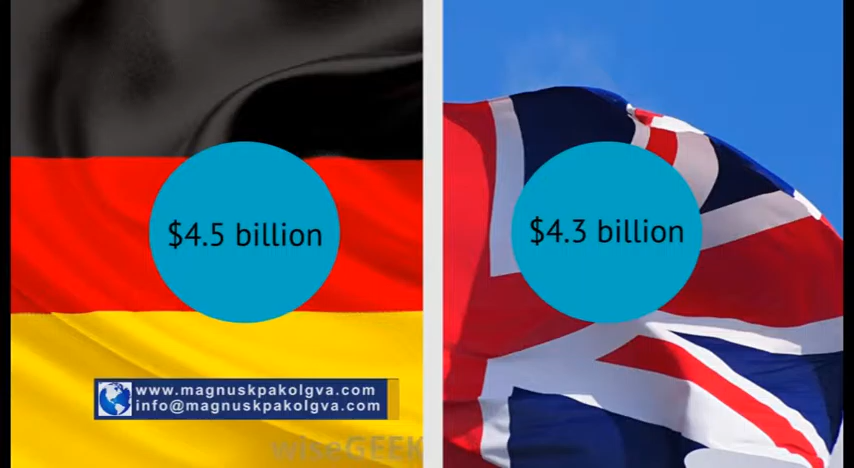 $4.5 billion
$4.3 billion
www.magnuskpakolgva.com
info@magnuskpakolgva.com
wiseGEEK